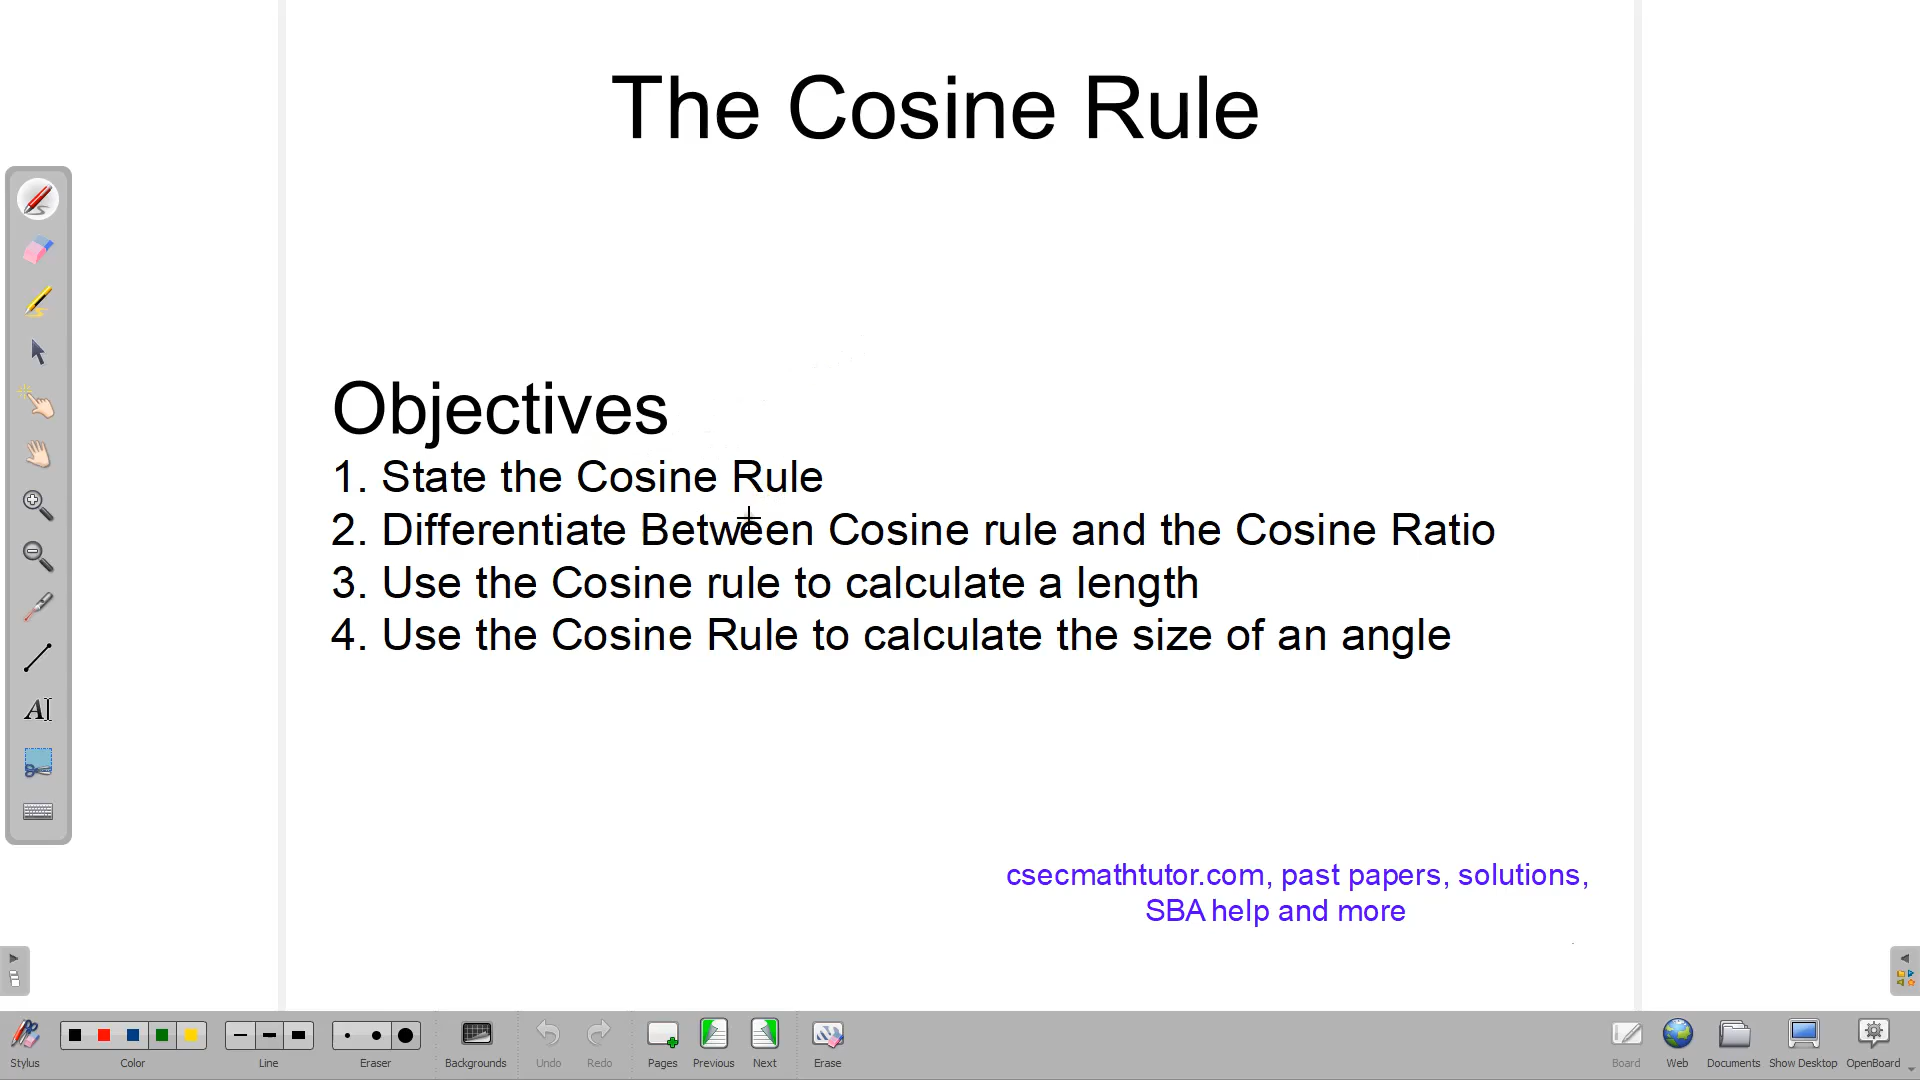 The Cosine Rule
Objectives
1. State the Cosine Rule
2. Differentiate Between Cosine rule and the Cosine Ratio
3. Use the Cosine rule to calculate a length
4. Use the Cosine Rule to calculate the size of an angle
csecmathtutor.com, past papers, solutions,
SBA help and more
Stylus Color Line Eraser Backgrounds Undo Redo Pages Previous Next Erase Board Web Documents Show Desktop OpenBoard